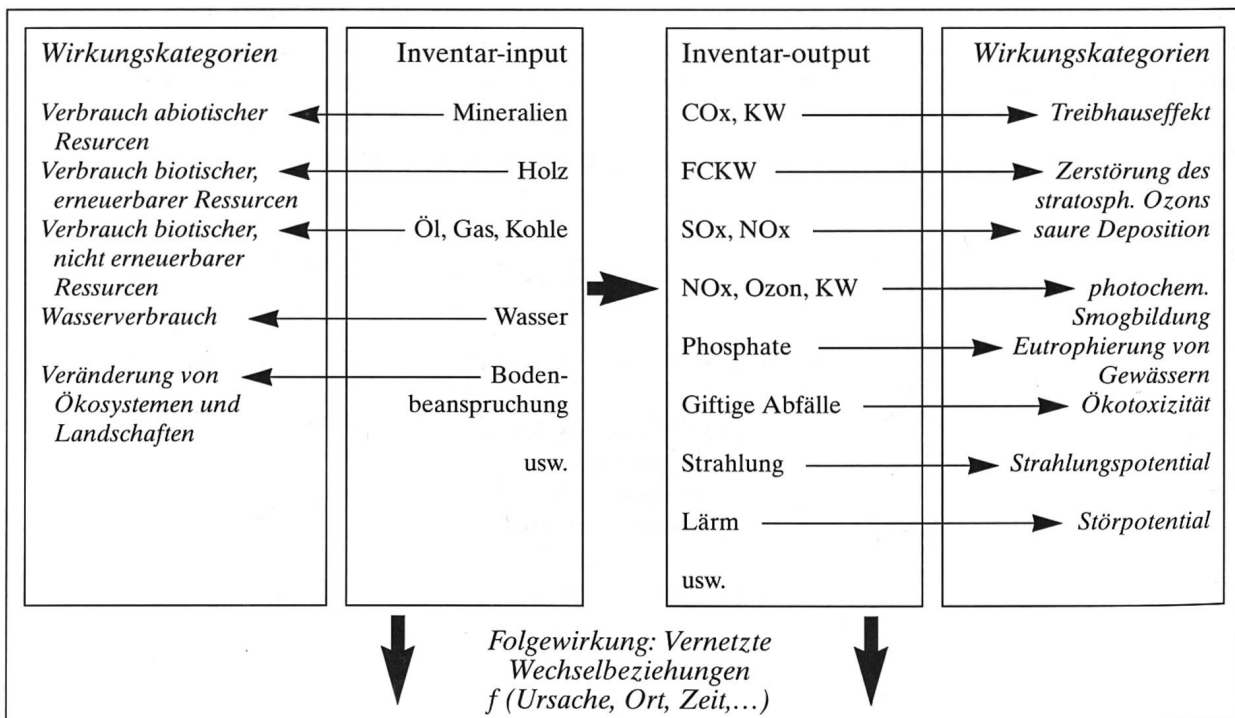 Wirkungskategorien
Verbrauch abiotischer
Resurcen
Verbrauch biotischer,
erneuerbarer Ressurcen
Verbrauch biotischer,
nicht erneuerbarer
Ressurcen
Wasserverbrauch
Veränderung von
Ökosystemen und
Landschaften
Inventar-input
Mineralien
Holz
Öl, Gas, Kohle
Wasser
Boden-
beanspruchung
usw.
Inventar-output
COx, KW
FCKW
SOx, NOx
NOx, Ozon, KW
Phosphate
Giftige Abfälle
Strahlung
Lärm
usw.
Wirkungskategorien
Treibhauseffekt
Zerstörung des
stratosph. Ozons
saure Deposition
photochem.
Smogbildung
Eutrophierung von
Gewässern
Ökotoxizität
Strahlungspotential
Störpotential
Folgewirkung: Vernetzte
Wechselbeziehungen
f (Ursache, Ort, Zeit,…)